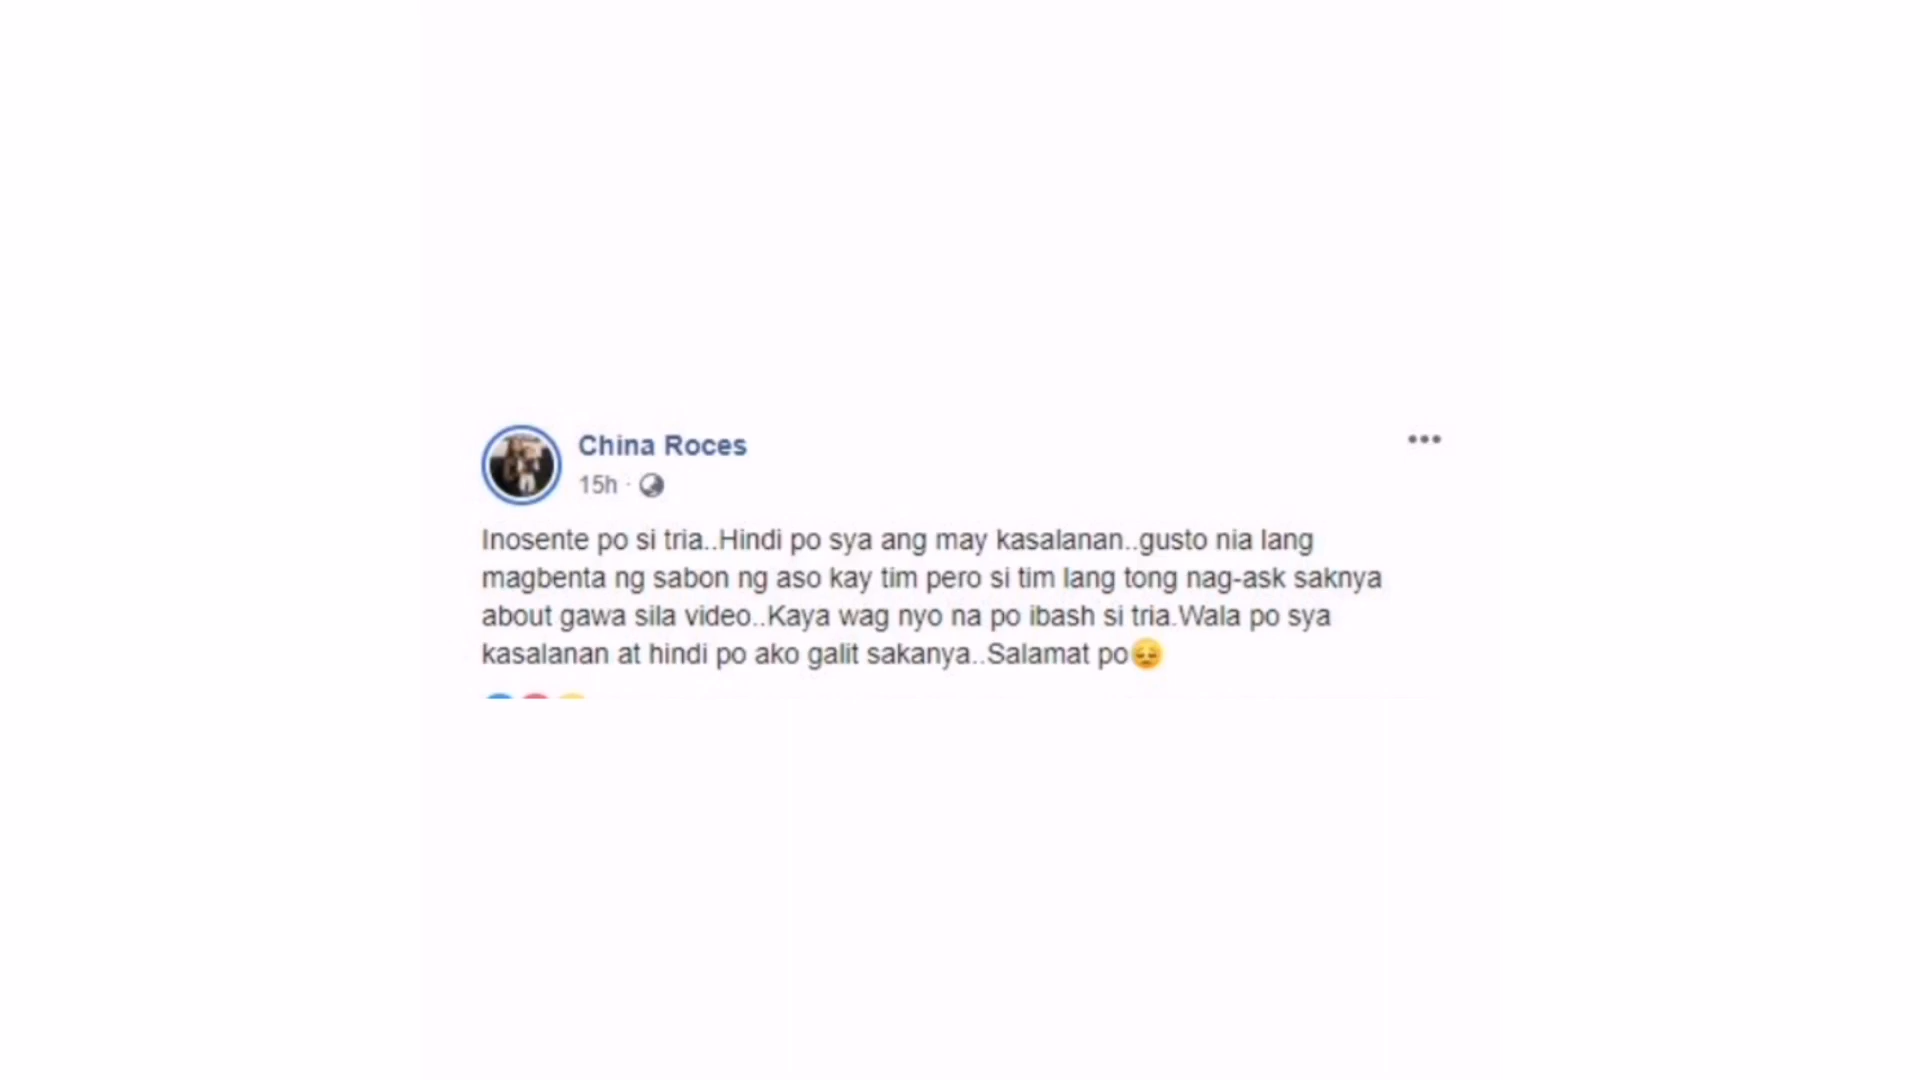 China Roces
15h ·
Inosente po si tria..Hindi po sya ang may kasalanan..gusto nia lang
magbenta ng sabon ng aso kay tim pero si tim lang tong nag-ask saknya
about gawa sila video..Kaya wag nyo na po ibash si tria.Wala po sya
kasalanan at hindi po ako galit sakanya..Salamat po😔